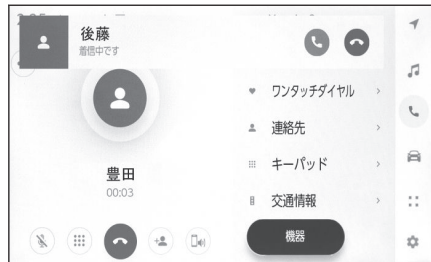 後藤
着信中です
豊田
00:03
ワンタッチダイヤル
連絡先
キーパッド
交通情報
機器